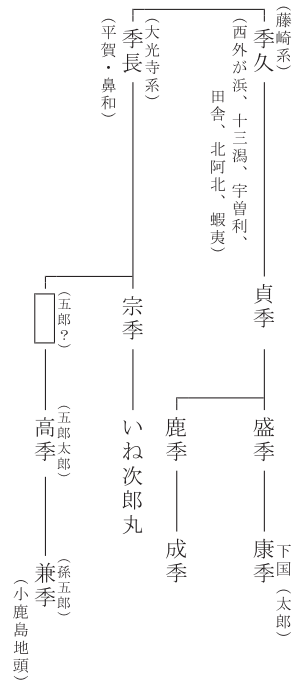 （藤崎系）
季久
（西外が浜、十三潟、宇曽利、
田舎、北阿北、蝦夷）
（大光寺系）
季長
（平賀・鼻和）
貞季
盛季
康季
下国（太郎）
鹿季
成季
宗季
いね次郎丸
（五郎？）
（五郎太郎）
高季
（孫五郎）
兼季
（小鹿島地頭）